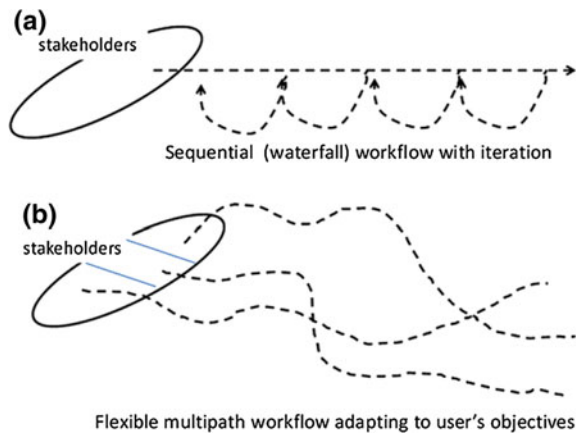 (a)
stakeholders
Sequential (waterfall) workflow with iteration
(b)
stakeholders
Flexible multipath workflow adapting to user's objectives